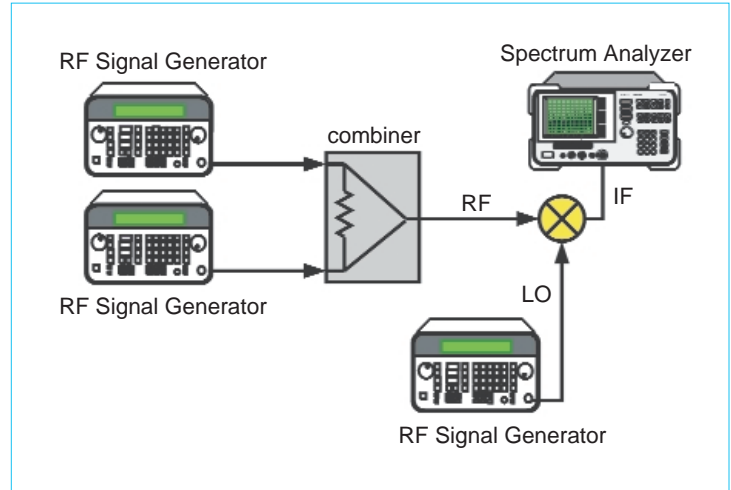 RF Signal Generator
Spectrum Analyzer
combiner
RF
IF
RF Signal Generator
LO
RF Signal Generator